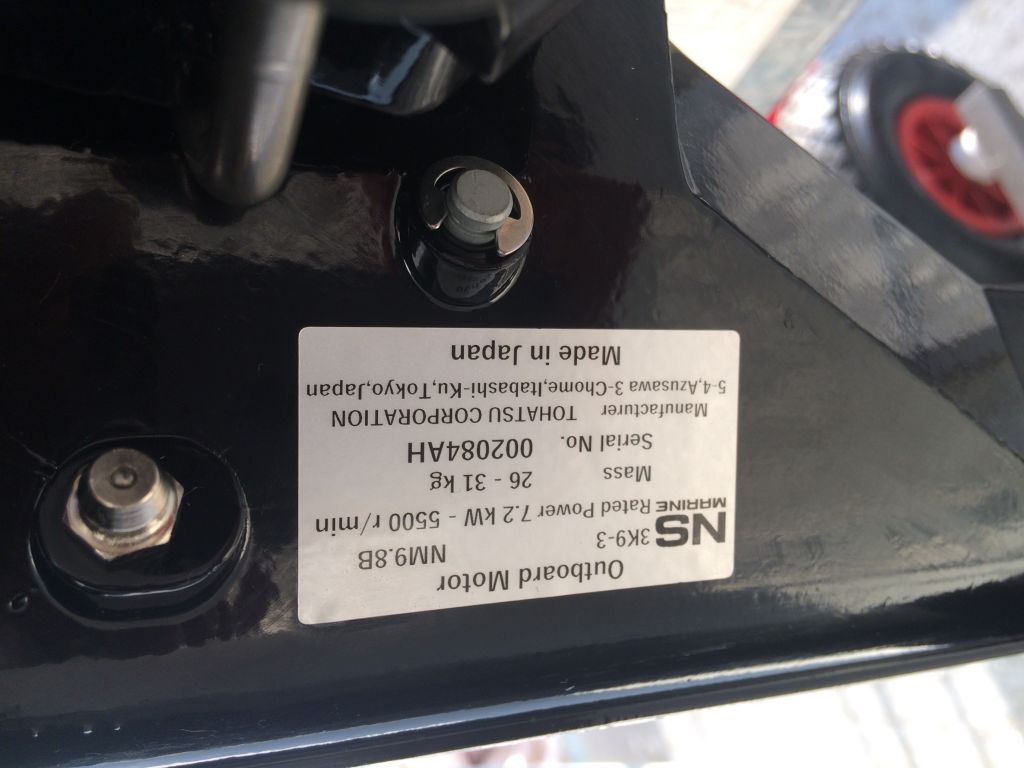 Outboard Motor
NS MARINE
3K9-3 NM9.8B
Rated Power 7.2 kW - 5500 r/min
Mass 26 - 31 kg
Serial No. 002084AH
Manufacturer TOHATSU CORPORATION
5-4,Azusawa 3-Chome,Itabashi-Ku,Tokyo,Japan
Made in Japan